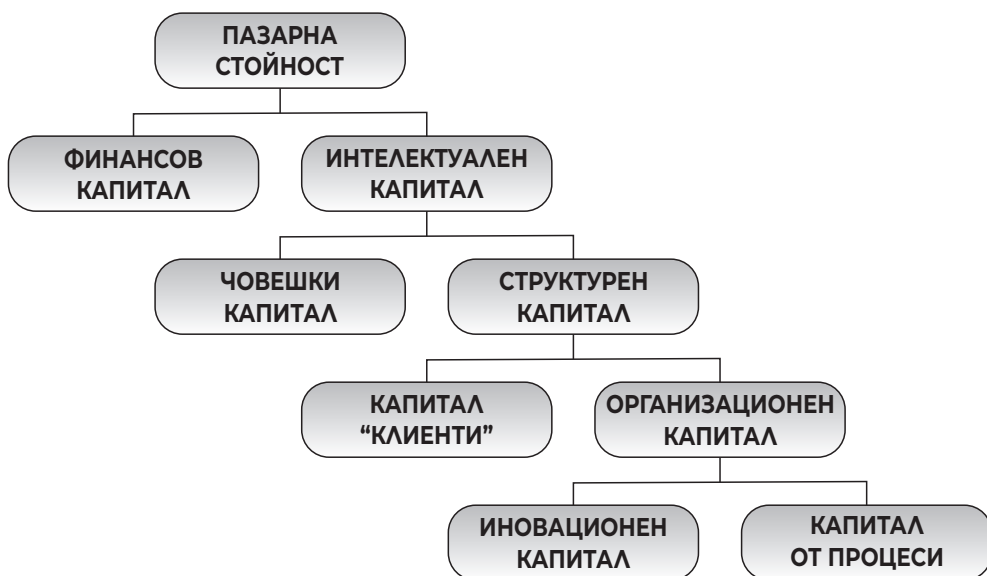 ПАЗАРНА
СТОЙНОСТ
ФИНАНСОВ
КАПИТАЛ
ИНТЕЛЕКТУАЛЕН
КАПИТАЛ
ЧОВЕШКИ
КАПИТАЛ
СТРУКТУРЕН
КАПИТАЛ
КАПИТАЛ
“КЛИЕНТИ”
ОРГАНИЗАЦИОНЕН
КАПИТАЛ
ИНОВАЦИОНЕН
КАПИТАЛ
КАПИТАЛ
ОТ ПРОЦЕСИ